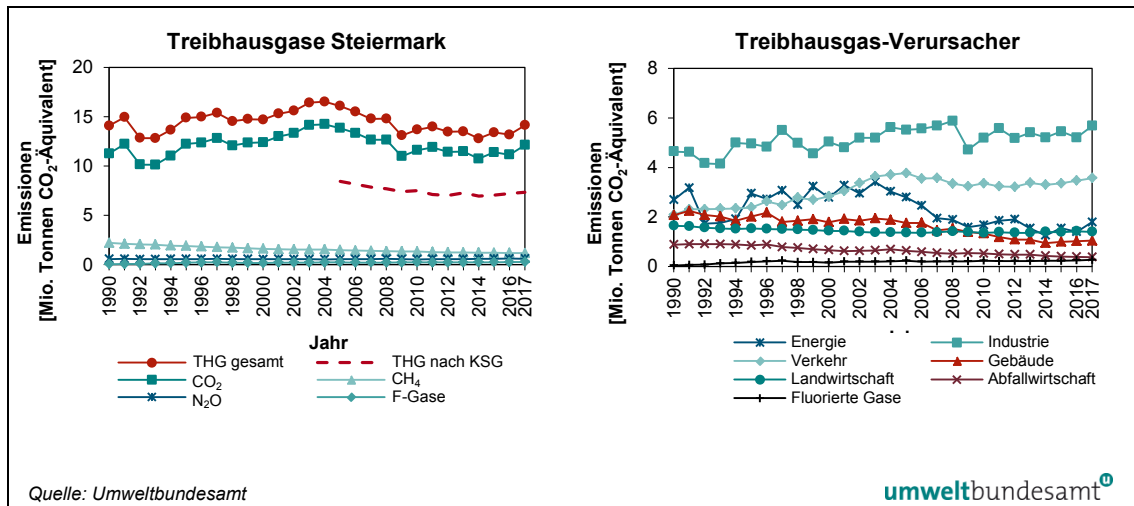 Treibhausgase Steiermark
Emissionen
[Mio. Tonnen CO₂-Äquivalent]
20
15
10
5
0
1990
1992
1994
1996
1998
2000
2002
2004
2006
2008
2010
2012
2014
2016
2017
Jahr
THG gesamt
THG nach KSG
CO₂
CH₄
N₂O
F-Gase
Treibhausgas-Verursacher
Emissionen
[Mio. Tonnen CO₂-Äquivalent]
8
6
4
2
0
1990
1992
1994
1996
1998
2000
2002
2004
2006
2008
2010
2012
2014
2016
2017
Energie
Industrie
Verkehr
Gebäude
Landwirtschaft
Abfallwirtschaft
Fluorierte Gase
Quelle: Umweltbundesamt
umweltbundesamt